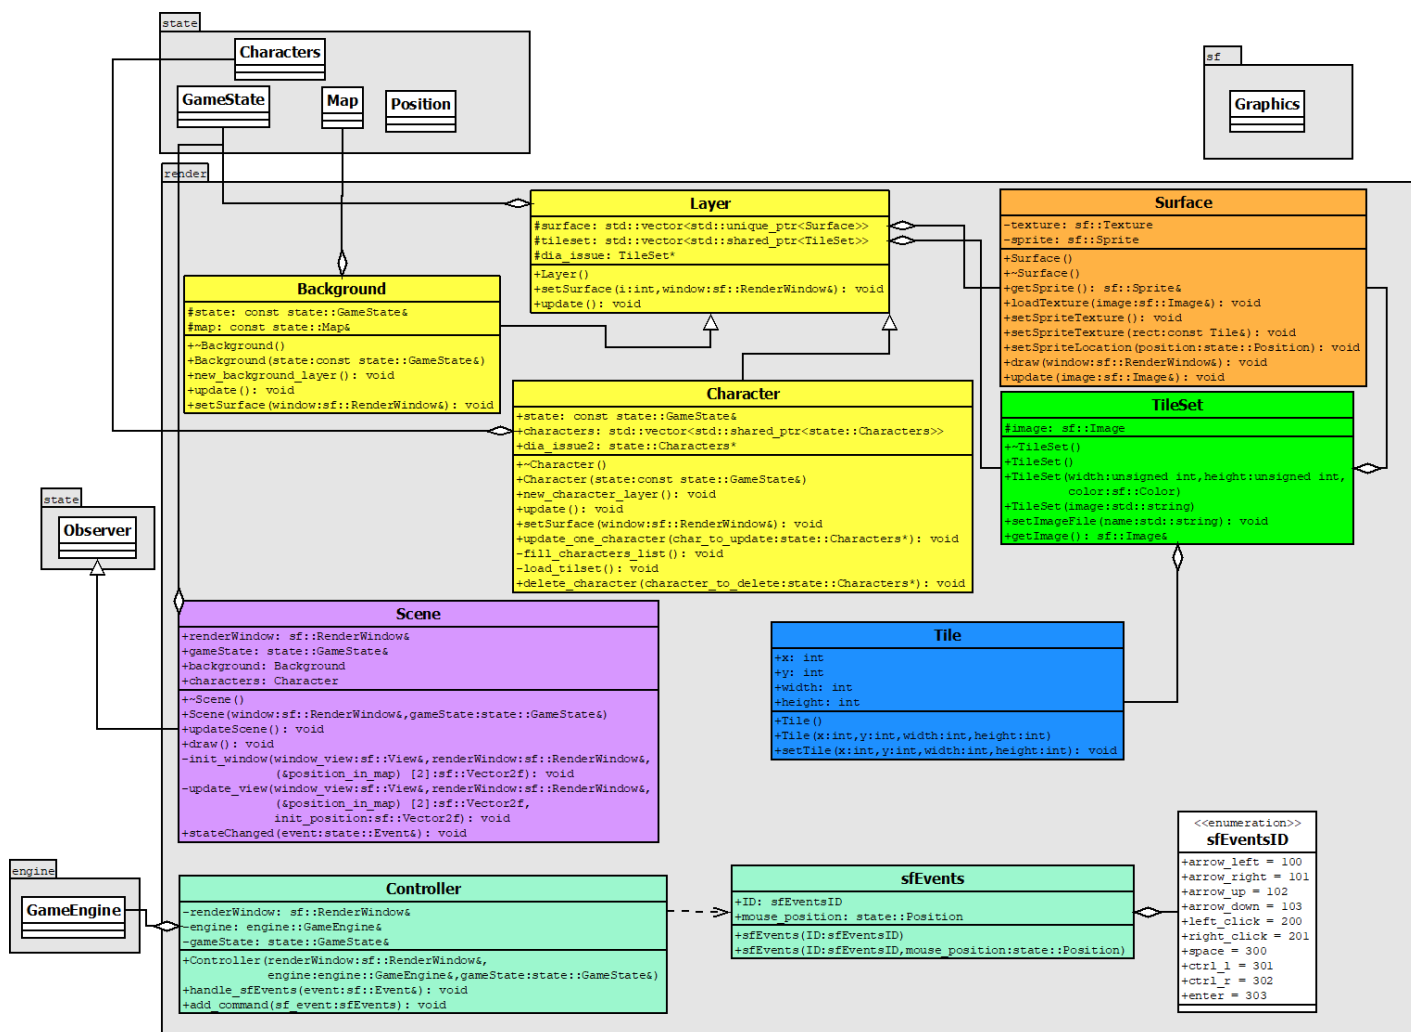 state
Characters
GameState
Map
Position
sf
Graphics
render
Layer
#surface: std::vector<std::unique_ptr<Surface>>
#tileset: std::vector<std::shared_ptr<TileSet>>
#dia_issue: TileSet*
+Layer()
+setSurface(i:int,window:sf::RenderWindow&): void
+update(): void
Surface
-texture: sf::Texture
-sprite: sf::Sprite
+Surface()
+~Surface()
+getSprite(): sf::Sprite&
+loadTexture(image:sf::Image&): void
+setSpriteTexture(): void
+setSpriteTexture(rect:const Tile&): void
+setSpriteLocation(position:state::Position): void
+draw(window:sf::RenderWindow&): void
+update(image:sf::Image&): void
Background
#state: const state::GameState&
#map: const state::Map&
+~Background()
+Background(state:const state::GameState&)
+new_background_layer(): void
+update(): void
+setSurface(window:sf::RenderWindow&): void
Character
+state: const state::GameState&
+characters: std::vector<std::shared_ptr<state::Characters>>
+dia_issue2: state::Characters*
+~Character()
+Character(state:const state::GameState&)
+new_character_layer(): void
+update(): void
+setSurface(window:sf::RenderWindow&): void
+update_one_character(char_to_update:state::Characters*): void
-fill_characters_list(): void
-load_tilset(): void
+delete_character(character_to_delete:state::Characters*): void
TileSet
#image: sf::Image
+~TileSet()
+TileSet()
+TileSet(width:unsigned int,height:unsigned int,
color:sf::Color)
+TileSet(image:std::string)
+setImageFile(name:std::string): void
+getImage(): sf::Image&
state
Observer
Scene
+renderWindow: sf::RenderWindow&
+gameState: state::GameState&
+background: Background
+characters: Character
+~Scene()
+Scene(window:sf::RenderWindow&,gameState:state::GameState&)
+updateScene(): void
+draw(): void
-init_window(window_view:sf::View&,renderWindow:sf::RenderWindow&,
(&position_in_map) [2]:sf::Vector2f): void
-update_view(window_view:sf::View&,renderWindow:sf::RenderWindow&,
(&position_in_map) [2]:sf::Vector2f,
init_position:sf::Vector2f): void
+stateChanged(event:state::Event&): void
Tile
+x: int
+y: int
+width: int
+height: int
+Tile()
+Tile(x:int,y:int,width:int,height:int)
+setTile(x:int,y:int,width:int,height:int): void
engine
GameEngine
Controller
-renderWindow: sf::RenderWindow&
-engine: engine::GameEngine&
-gameState: state::GameState&
+Controller(renderWindow:sf::RenderWindow&,
engine:engine::GameEngine&,gameState:state::GameState&)
+handle_sfEvents(event:sf::Event&): void
+add_command(sf_event:sfEvents): void
sfEvents
+ID: sfEventsID
+mouse_position: state::Position
+sfEvents(ID:sfEventsID)
+sfEvents(ID:sfEventsID,mouse_position:state::Position)
<<enumeration>>
sfEventsID
+arrow_left = 100
+arrow_right = 101
+arrow_up = 102
+arrow_down = 103
+left_click = 200
+right_click = 201
+space = 300
+ctrl_l = 301
+ctrl_r = 302
+enter = 303